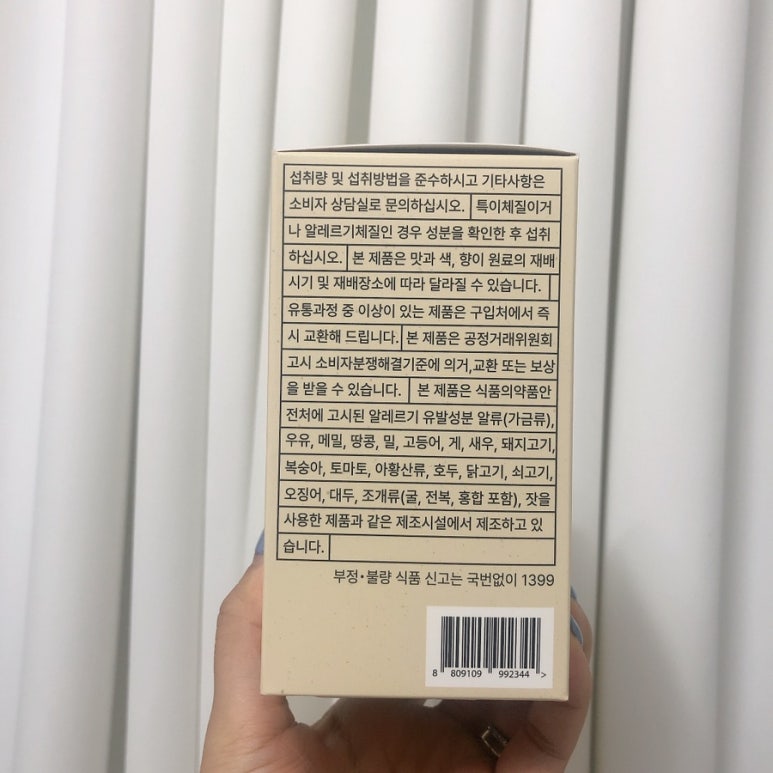 섭취량 및 섭취방법을 준수하시고 기타사항은
소비자 상담실로 문의하십시오. 특이체질이거
나 알레르기체질인 경우 성분을 확인한 후 섭취
하십시오. 본 제품은 맛과 색, 향이 원료의 재배
시기 및 재배장소에 따라 달라질 수 있습니다.
유통과정 중 이상이 있는 제품은 구입처에서 즉
시 교환해 드립니다. 본 제품은 공정거래위원회
고시 소비자분쟁해결기준에 의거,교환 또는 보상
을 받을 수 있습니다. 본 제품은 식품의약품안
전처에 고시된 알레르기 유발성분 알류(가금류),
우유, 메밀, 땅콩, 밀, 고등어, 게, 새우, 돼지고기,
복숭아, 토마토, 아황산류, 호두, 닭고기, 쇠고기,
오징어, 대두, 조개류(굴, 전복, 홍합 포함), 잣을
사용한 제품과 같은 제조시설에서 제조하고 있
습니다.
부정·불량 식품 신고는 국번없이 1399
8 809109 992344 >